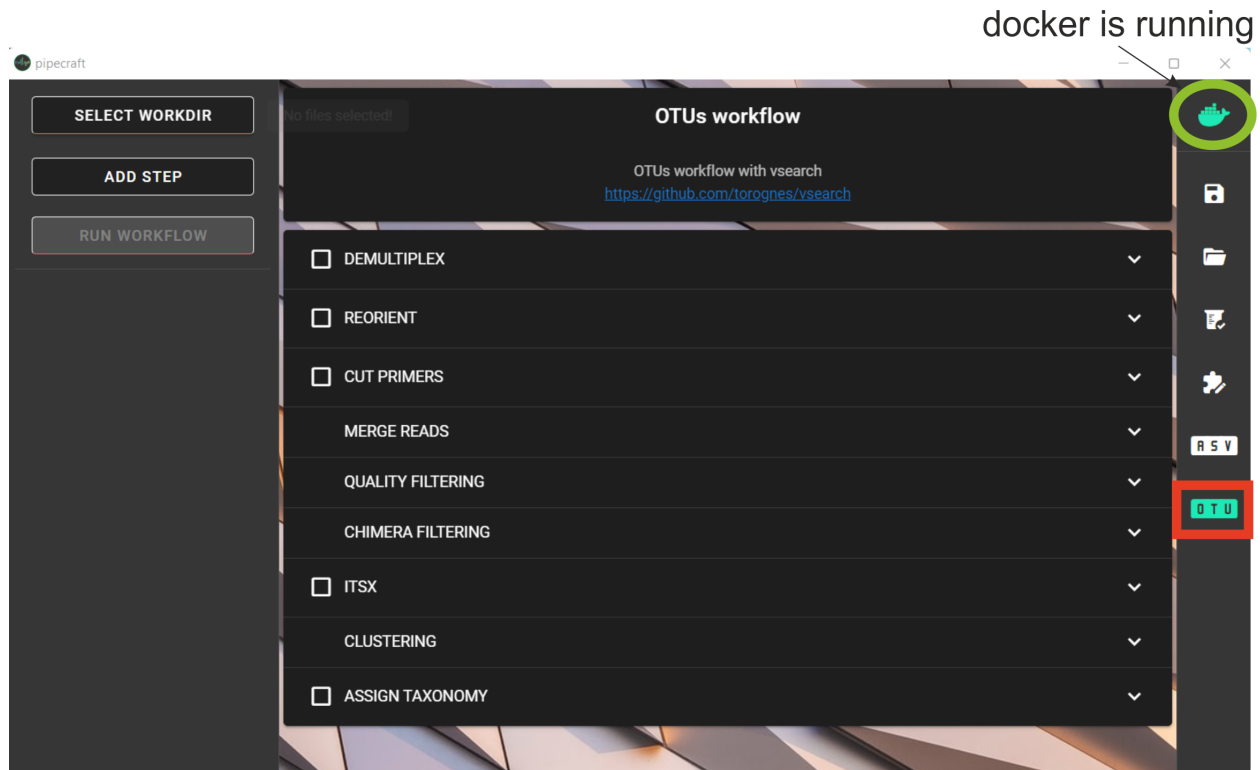 docker is running
pipecraft
SELECT WORKDIR
No files selected!
OTUs workflow
ADD STEP
OTUs workflow with vsearch
https://github.com/torognes/vsearch
RUN WORKFLOW
DEMULTIPLEX
REORIENT
CUT PRIMERS
MERGE READS
ASV
QUALITY FILTERING
OTU
CHIMERA FILTERING
ITSX
CLUSTERING
ASSIGN TAXONOMY